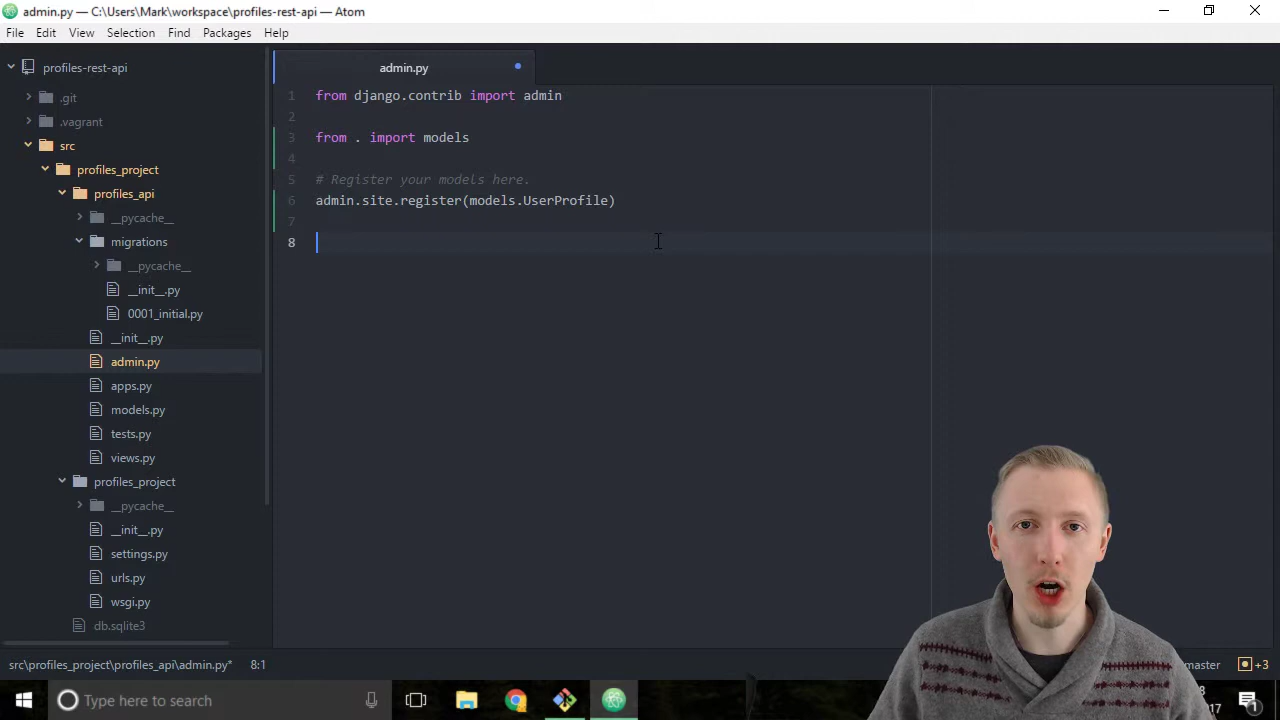 admin.py — C:\Users\Mark\workspace\profiles-rest-api — Atom
File Edit View Selection Find Packages Help
profiles-rest-api
.git
.vagrant
src
profiles_project
profiles_api
__pycache__
migrations
__pycache__
__init__.py
0001_initial.py
__init__.py
admin.py
apps.py
models.py
tests.py
views.py
profiles_project
__pycache__
__init__.py
settings.py
urls.py
wsgi.py
db.sqlite3
admin.py
1 from django.contrib import admin
2
3 from . import models
4
5 # Register your models here.
6 admin.site.register(models.UserProfile)
7
8
src\profiles_project\profiles_api\admin.py* 8:1
master +3
Type here to search
1